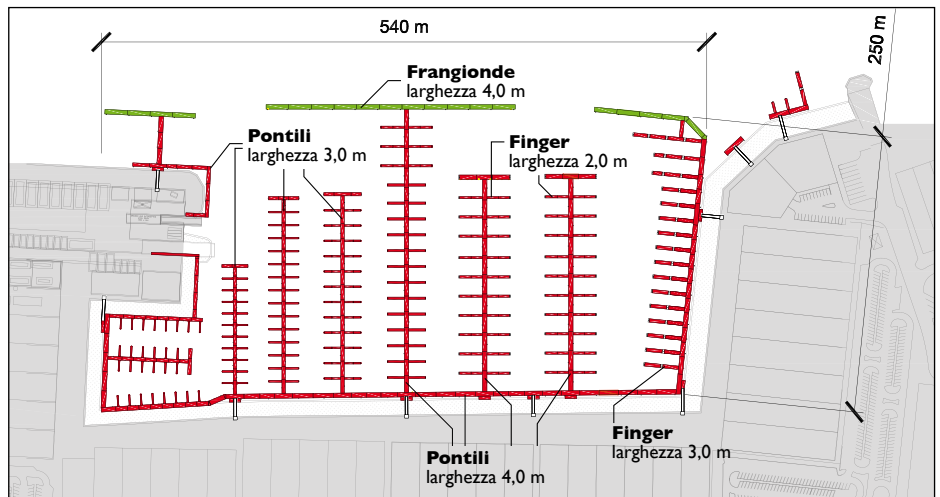 540 m
250 m
Frangionde
larghezza 4,0 m
Pontili
larghezza 3,0 m
Finger
larghezza 2,0 m
Finger
larghezza 3,0 m
Pontili
larghezza 4,0 m